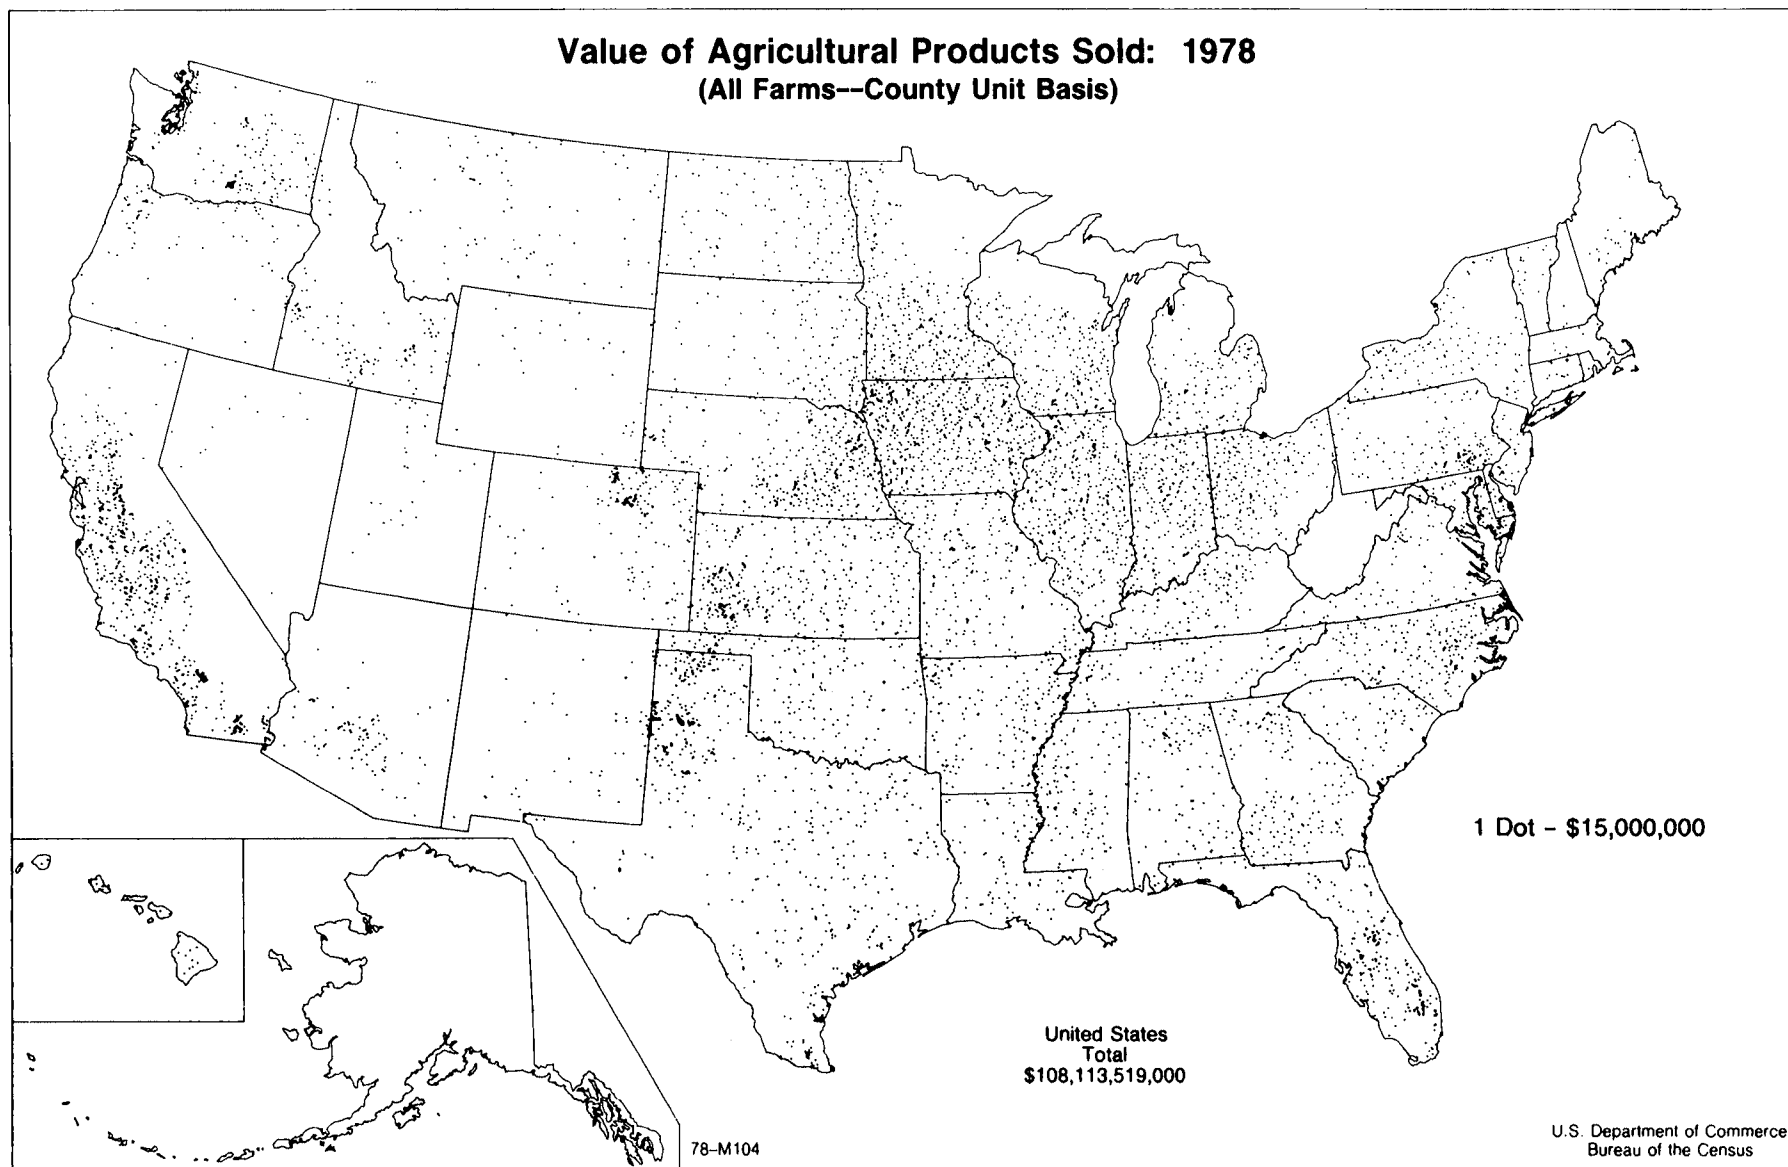 Value of Agricultural Products Sold: 1978
(All Farms--County Unit Basis)
1 Dot - $15,000,000
United States
Total
$108,113,519,000
78-M104
U.S. Department of Commerce
Bureau of the Census